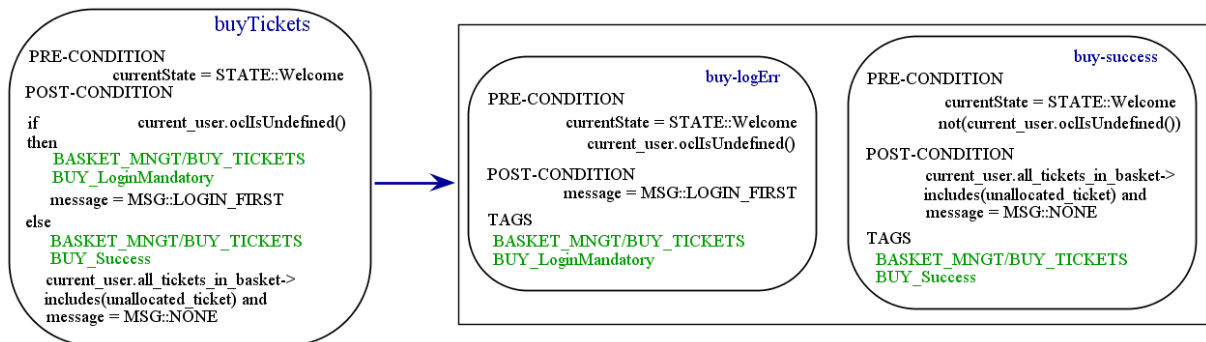 buyTickets
PRE-CONDITION
currentState = STATE::Welcome
POST-CONDITION
if current_user.oclIsUndefined()
then
BASKET_MNGT/BUY_TICKETS
BUY_LoginMandatory
message = MSG::LOGIN_FIRST
else
BASKET_MNGT/BUY_TICKETS
BUY_Success
current_user.all_tickets_in_basket->
includes(unallocated_ticket) and
message = MSG::NONE
buy-logErr
PRE-CONDITION
currentState = STATE::Welcome
current_user.oclIsUndefined()
POST-CONDITION
message = MSG::LOGIN_FIRST
TAGS
BASKET_MNGT/BUY_TICKETS
BUY_LoginMandatory
buy-success
PRE-CONDITION
currentState = STATE::Welcome
not(current_user.oclIsUndefined())
POST-CONDITION
current_user.all_tickets_in_basket->
includes(unallocated_ticket) and
message = MSG::NONE
TAGS
BASKET_MNGT/BUY_TICKETS
BUY_Success